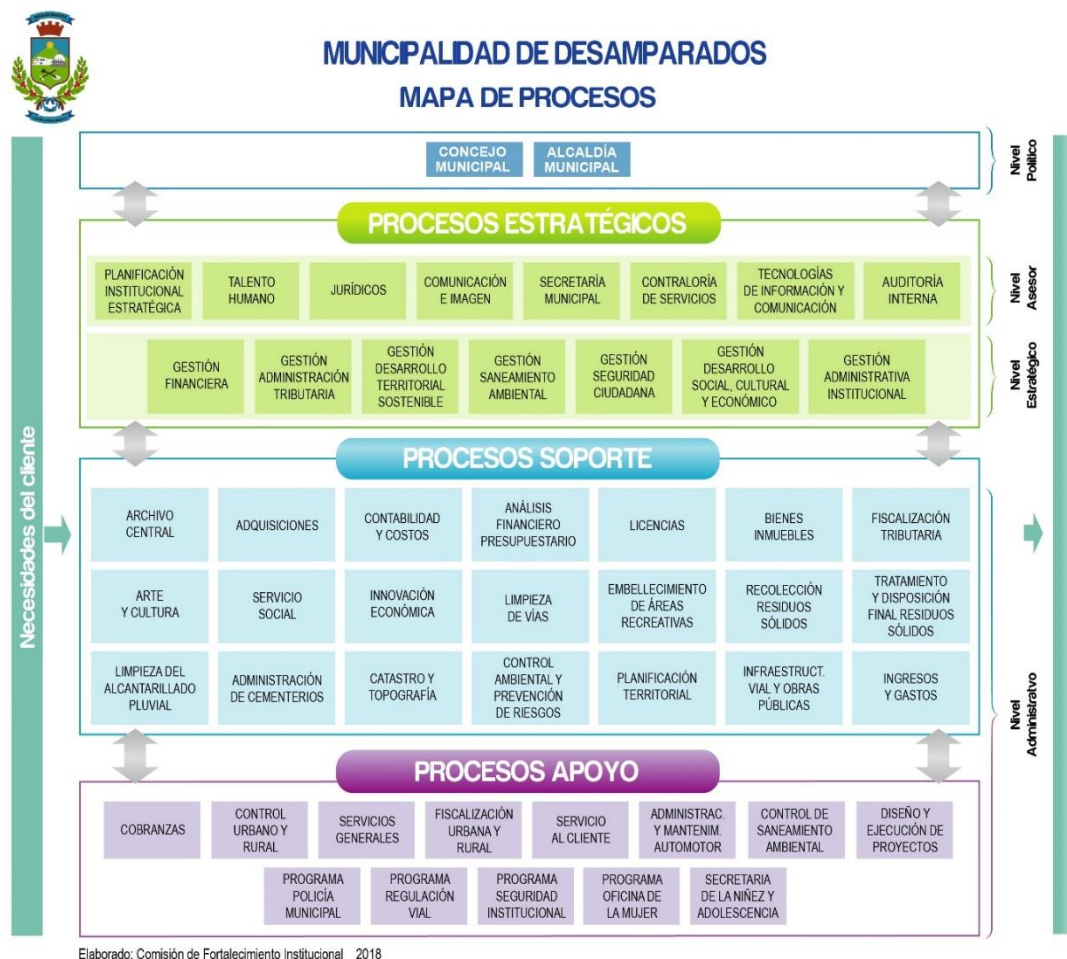 MUNICIPALIDAD DE DESAMPARADOS
MAPA DE PROCESOS
Necesidades del cliente
CONCEJO
MUNICIPAL
ALCALDÍA
MUNICIPAL
Nivel
Político
PROCESOS ESTRATÉGICOS
PLANIFICACIÓN
INSTITUCIONAL
ESTRATÉGICA
TALENTO
HUMANO
JURÍDICOS
COMUNICACIÓN
E IMAGEN
SECRETARÍA
MUNICIPAL
CONTRALORÍA
DE SERVICIOS
TECNOLOGÍAS
DE INFORMACIÓN Y
COMUNICACIÓN
AUDITORÍA
INTERNA
Nivel
Asesor
GESTIÓN
FINANCIERA
GESTIÓN
ADMINISTRACIÓN
TRIBUTARIA
GESTIÓN
DESARROLLO
TERRITORIAL
SOSTENIBLE
GESTIÓN
SANEAMIENTO
AMBIENTAL
GESTIÓN
SEGURIDAD
CIUDADANA
GESTIÓN
DESARROLLO
SOCIAL, CULTURAL
Y ECONÓMICO
GESTIÓN
ADMINISTRATIVA
INSTITUCIONAL
Nivel
Estratégico
PROCESOS SOPORTE
ARCHIVO
CENTRAL
ADQUISICIONES
CONTABILIDAD
Y COSTOS
ANÁLISIS
FINANCIERO
PRESUPUESTARIO
LICENCIAS
BIENES
INMUEBLES
FISCALIZACIÓN
TRIBUTARIA
ARTE
Y CULTURA
SERVICIO
SOCIAL
INNOVACIÓN
ECONÓMICA
LIMPIEZA
DE VÍAS
EMBELLECIMIENTO
DE ÁREAS
RECREATIVAS
RECOLECCIÓN
RESIDUOS
SÓLIDOS
TRATAMIENTO
Y DISPOSICIÓN
FINAL RESIDUOS
SÓLIDOS
LIMPIEZA DEL
ALCANTARILLADO
PLUVIAL
ADMINISTRACIÓN
DE CEMENTERIOS
CATASTRO Y
TOPOGRAFÍA
CONTROL
AMBIENTAL Y
PREVENCIÓN
DE RIESGOS
PLANIFICACIÓN
TERRITORIAL
INFRAESTRUCT.
VIAL Y OBRAS
PÚBLICAS
INGRESOS
Y GASTOS
Nivel
Administratvo
PROCESOS APOYO
COBRANZAS
CONTROL
URBANO Y
RURAL
SERVICIOS
GENERALES
FISCALIZACIÓN
URBANA Y
RURAL
SERVICIO
AL CLIENTE
ADMINISTRAC.
Y MANTENIM.
AUTOMOTOR
CONTROL DE
SANEAMIENTO
AMBIENTAL
DISEÑO Y
EJECUCIÓN DE
PROYECTOS
PROGRAMA
POLICÍA
MUNICIPAL
PROGRAMA
REGULACIÓN
VIAL
PROGRAMA
SEGURIDAD
INSTITUCIONAL
PROGRAMA
OFICINA DE
LA MUJER
SECRETARIA
DE LA NIÑEZ Y
ADOLESCENCIA
Elaborado: Comisión de Fortalecimiento Institucional 2018